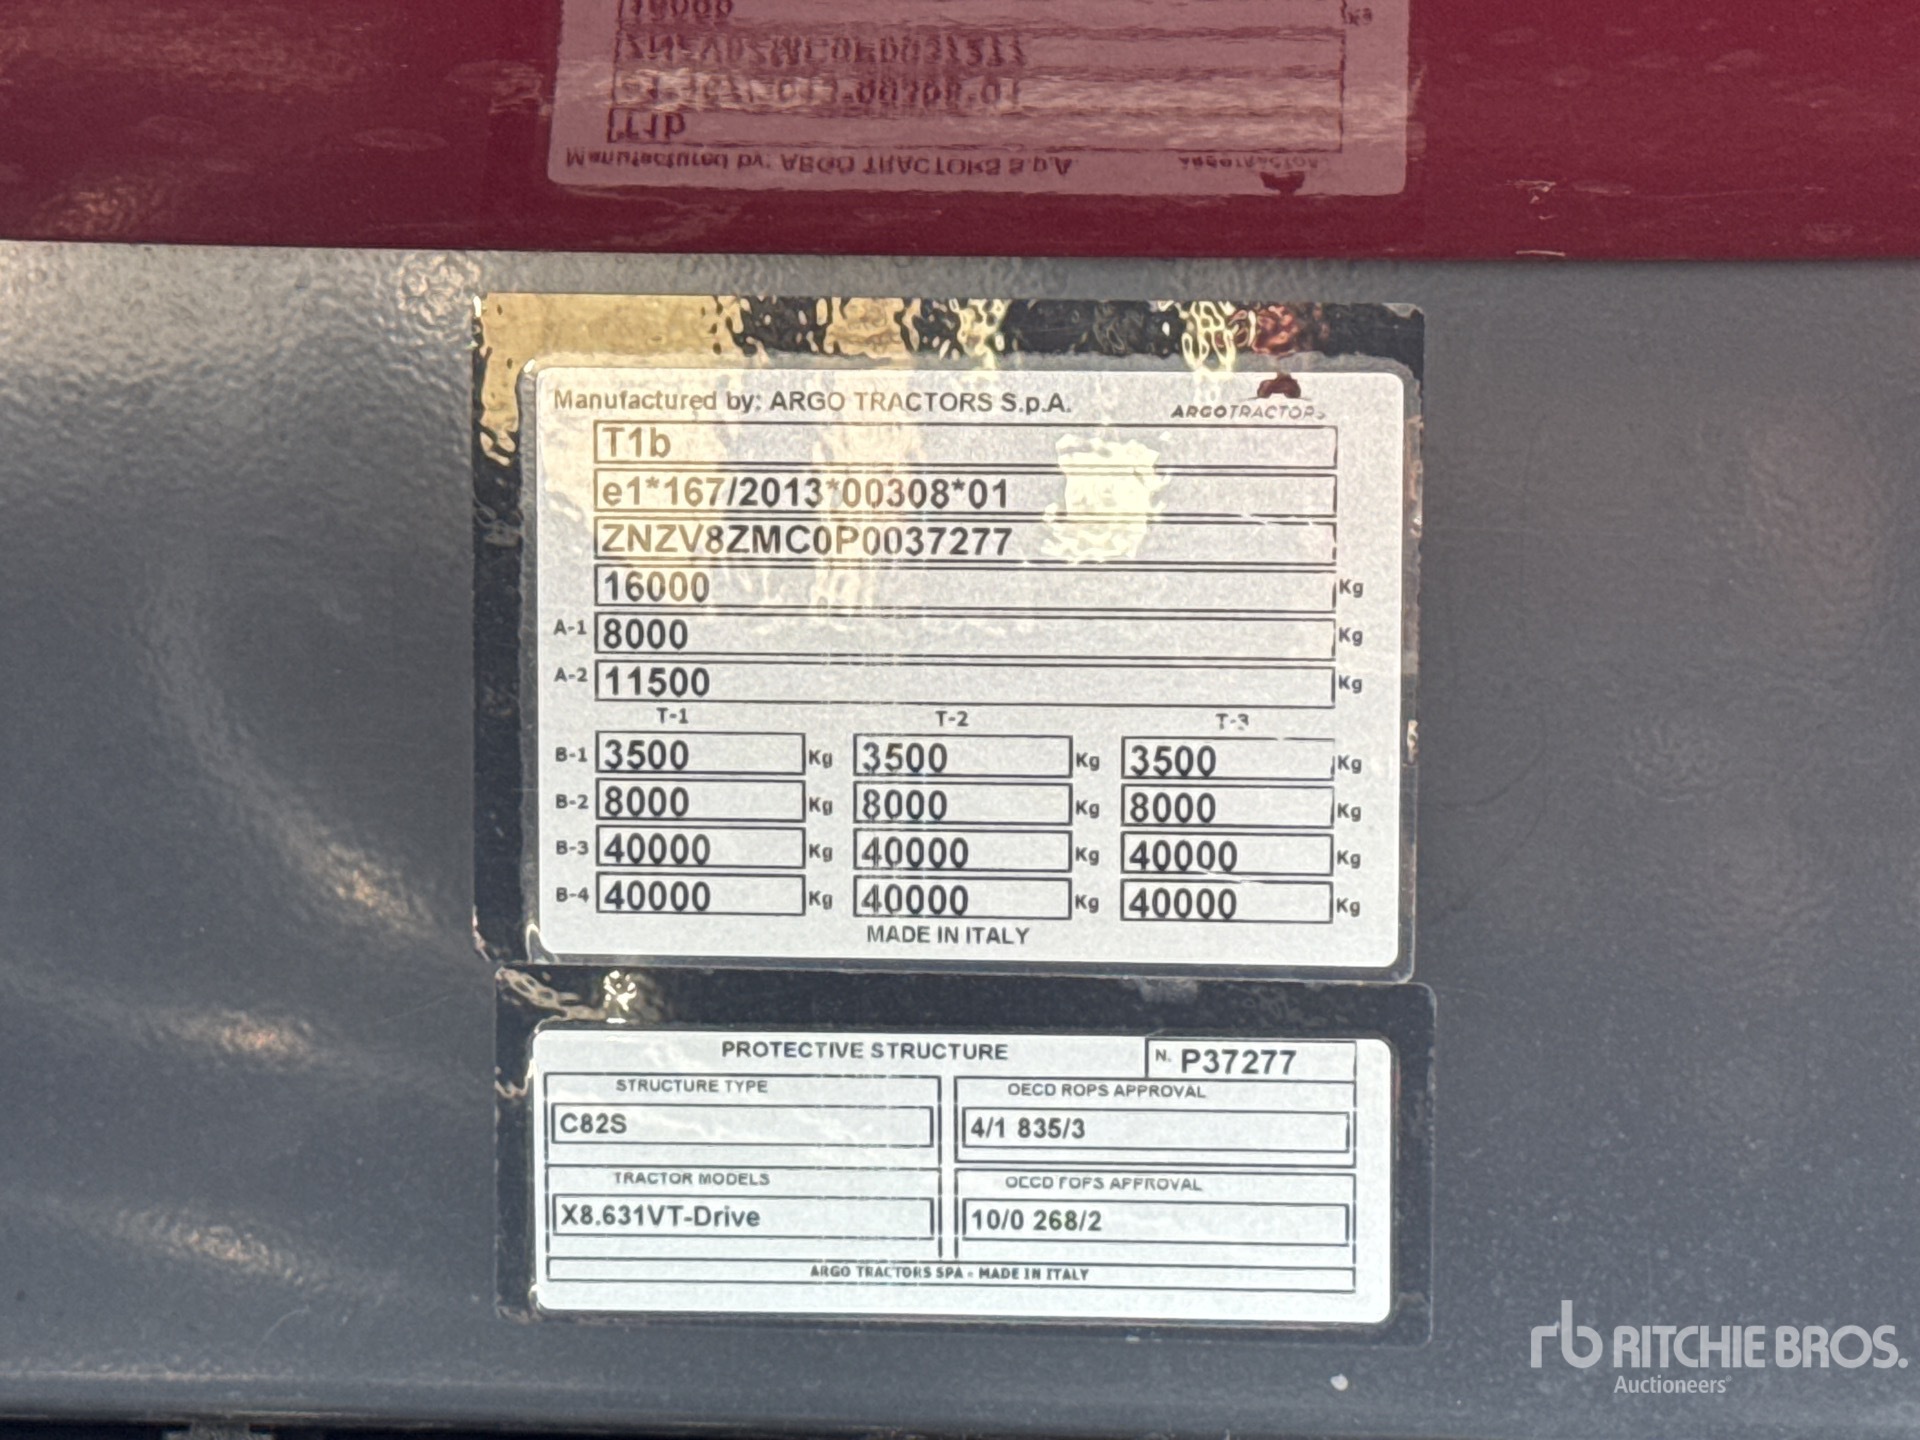 Manufactured by: ARGO TRACTORS S.p.A.
ARGOTRACTORS
T1b
e1*167/2013*00308*01
ZNZV8ZMC0P0037277
16000 Kg
A-1 8000 Kg
A-2 11500 Kg
T-1 T-2 T-3
B-1 3500 Kg 3500 Kg 3500 Kg
B-2 8000 Kg 8000 Kg 8000 Kg
B-3 40000 Kg 40000 Kg 40000 Kg
B-4 40000 Kg 40000 Kg 40000 Kg
MADE IN ITALY
PROTECTIVE STRUCTURE N. P37277
STRUCTURE TYPE OECD ROPS APPROVAL
C82S 4/1 835/3
TRACTOR MODELS OECD FOPS APPROVAL
X8.631VT-Drive 10/0 268/2
ARGO TRACTORS SPA - MADE IN ITALY
rb RITCHIE BROS.
Auctioneers